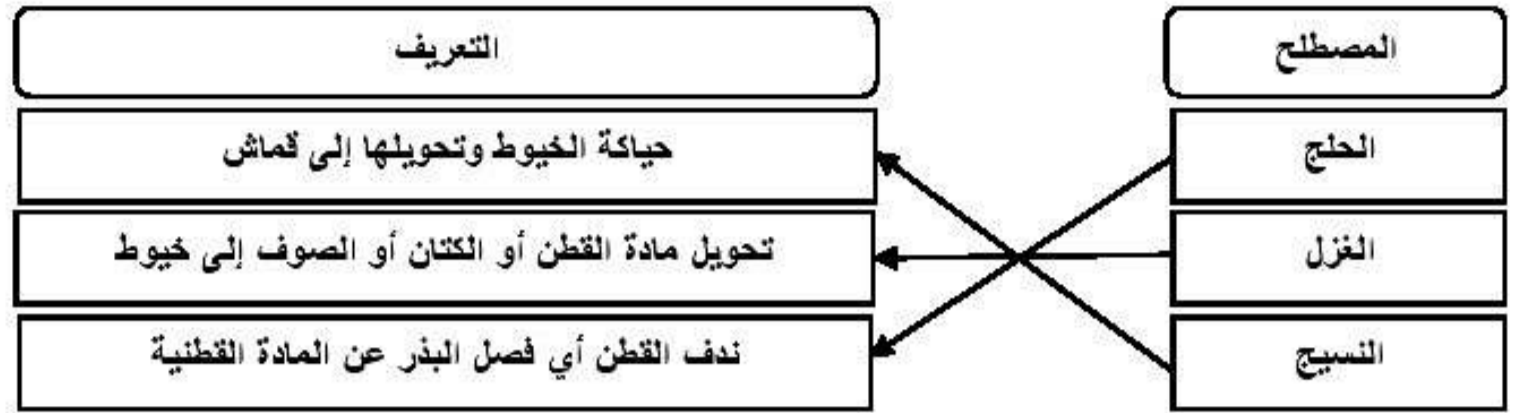 المصطلح
التعريف
الحلج
حياكة الخيوط وتحويلها إلى قماش
الغزل
تحويل مادة القطن أو الكتان أو الصوف إلى خيوط
النسيج
ندف القطن أي فصل البذر عن المادة القطنية